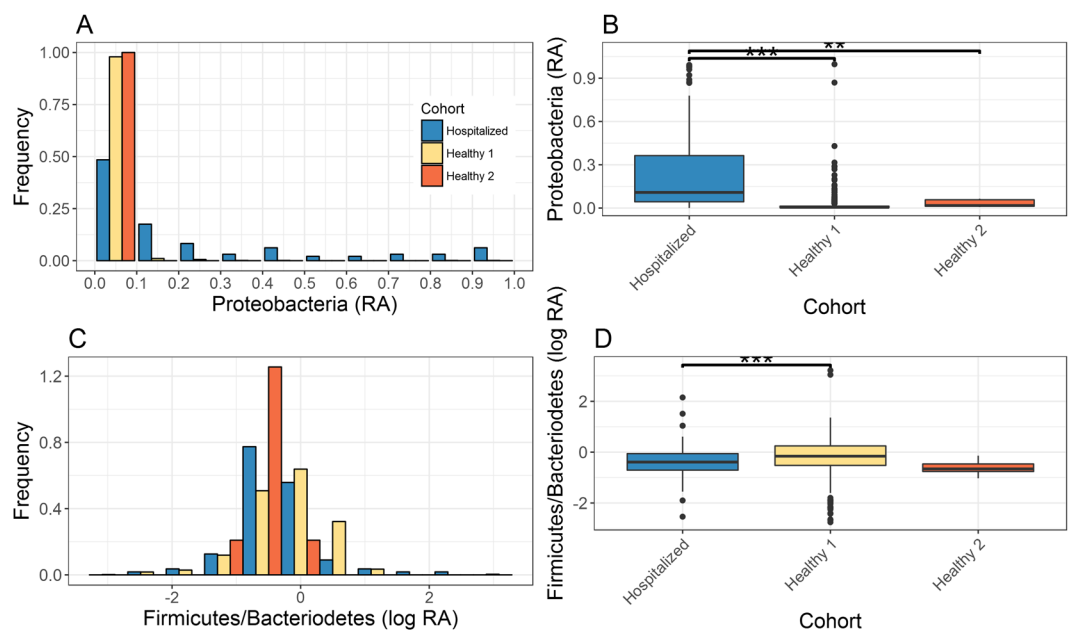 A
Frequency
1.00
0.75
0.50
0.25
0.00
Cohort
Hospitalized
Healthy 1
Healthy 2
0.0 0.1 0.2 0.3 0.4 0.5 0.6 0.7 0.8 0.9 1.0
Proteobacteria (RA)
B
Proteobacteria (RA)
0.9
0.6
0.3
0.0
**
***
Hospitalized
Healthy 1
Healthy 2
Cohort
C
Frequency
1.2
0.8
0.4
0.0
-2 0 2
Firmicutes/Bacteriodetes (log RA)
D
Firmicutes/Bacteriodetes (log RA)
2
0
-2
***
Hospitalized
Healthy 1
Healthy 2
Cohort